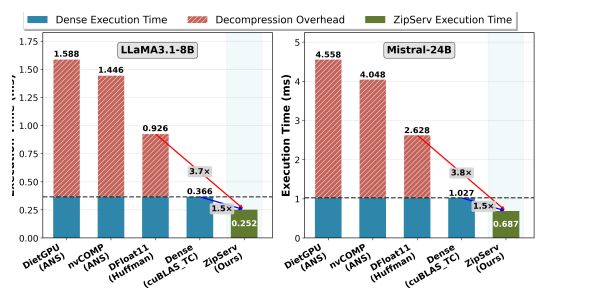 Dense Execution Time Decompression Overhead ZipServ Execution Time
LLaMA3.1-8B
1.75
1.50
1.25
1.00
0.75
0.50
0.25
0.00
1.588
1.446
0.926
0.366
0.252
3.7×
1.5×
DietGPU
(ANS)
nvCOMP
(ANS)
DFloat11
(Huffman)
Dense
(cuBLAS_TC)
ZipServ
(Ours)
Mistral-24B
Execution Time (ms)
5
4
3
2
1
0
4.558
4.048
2.628
1.027
0.687
3.8×
1.5×
DietGPU
(ANS)
nvCOMP
(ANS)
DFloat11
(Huffman)
Dense
(cuBLAS_TC)
ZipServ
(Ours)